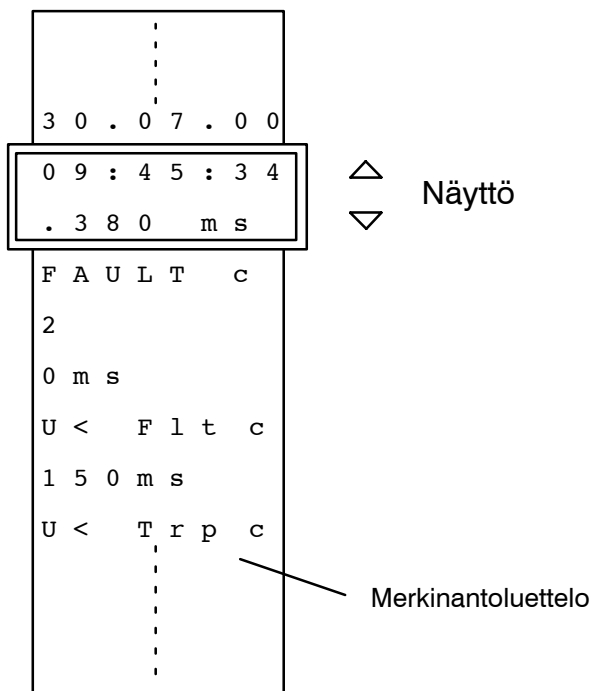 30.07.00
09:45:34
.380 ms
Näyttö
FAULT c
2
0ms
U< Flt c
150ms
U< Trp c
Merkinantoluettelo